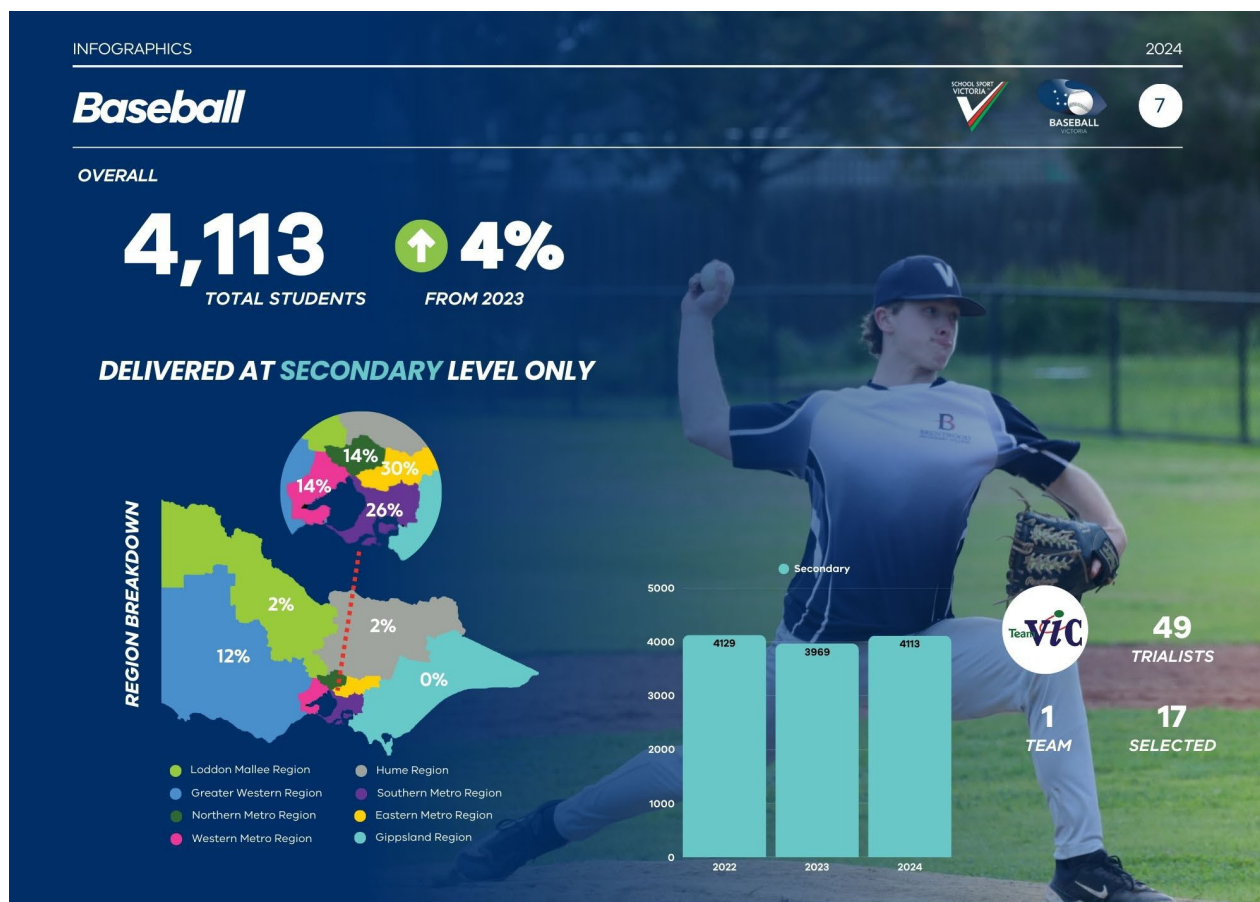 INFOGRAPHICS
2024
Baseball
SCHOOL SPORT
VICTORIA
BASEBALL
VICTORIA
7
OVERALL
4,113
TOTAL STUDENTS
4%
FROM 2023
DELIVERED AT SECONDARY LEVEL ONLY
REGION BREAKDOWN
14%
30%
14%
26%
2%
2%
12%
0%
Loddon Mallee Region
Greater Western Region
Northern Metro Region
Western Metro Region
Hume Region
Southern Metro Region
Eastern Metro Region
Gippsland Region
V
B
BRENTWOOD
Secondary
5000
4000
3000
2000
1000
0
4129
3969
4113
2022
2023
2024
Team Vic
49
TRIALISTS
1
TEAM
17
SELECTED